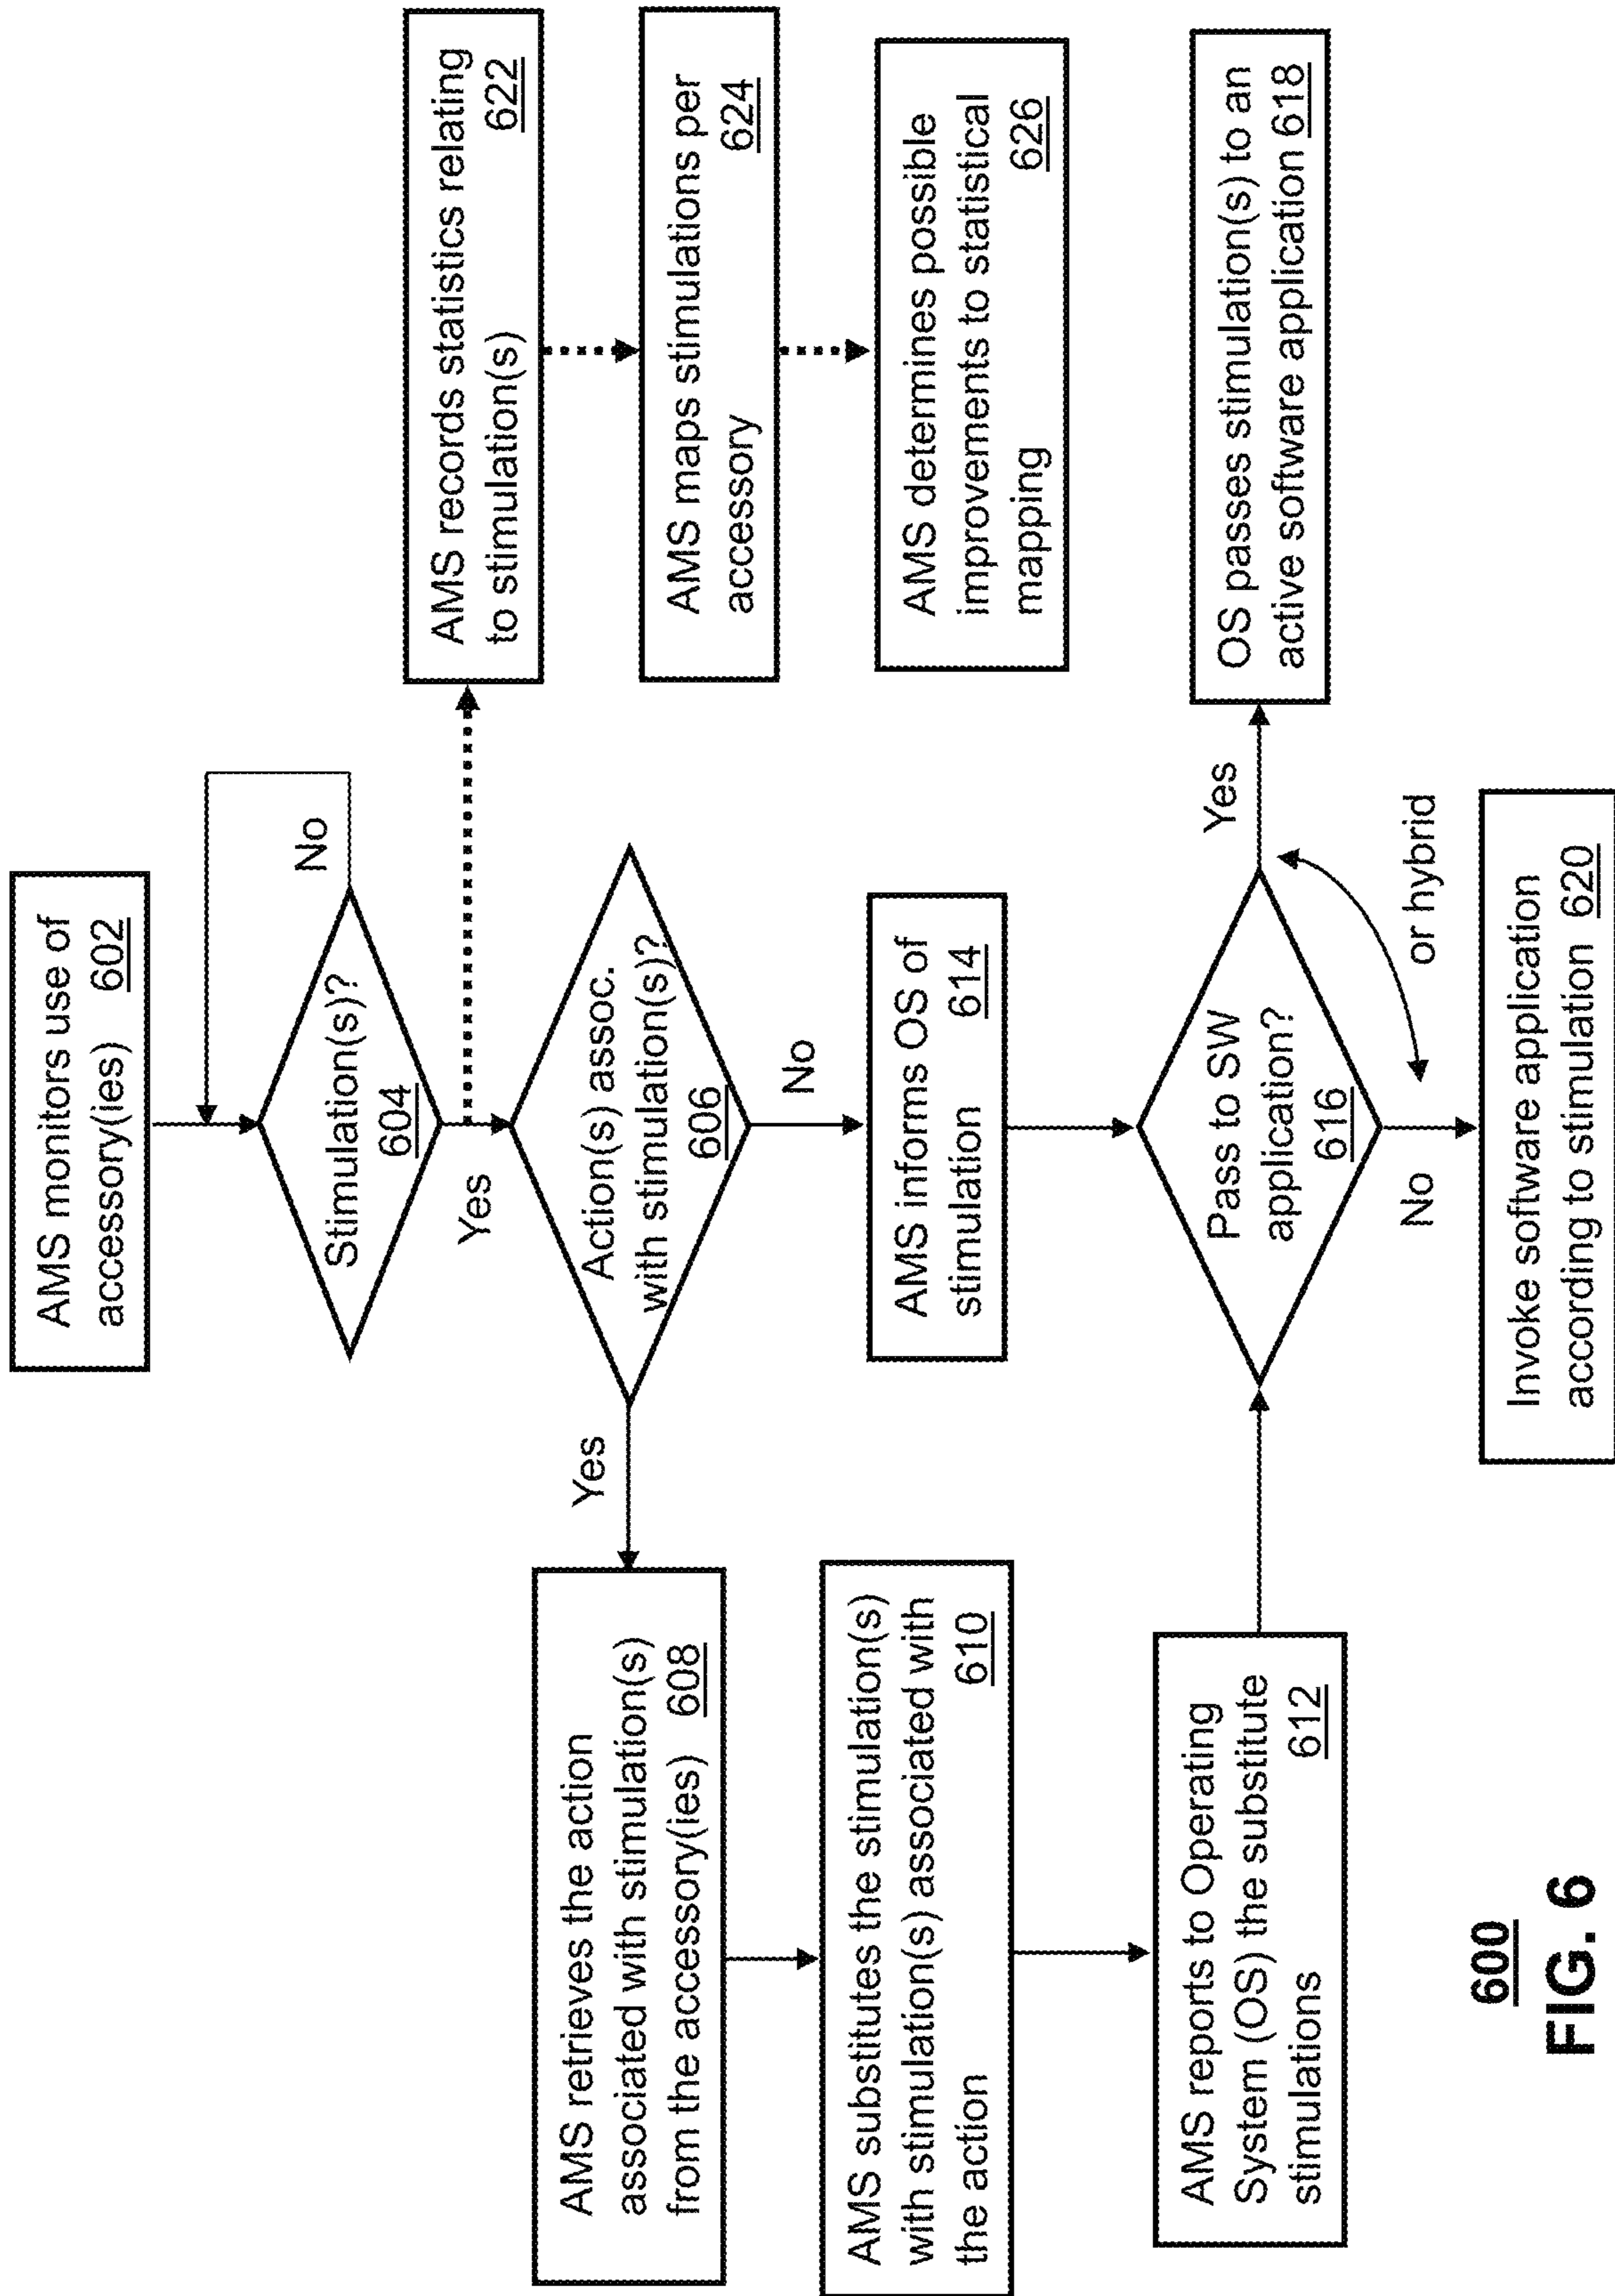 AMS monitors use of
accessory(ies) 602
No
Stimulation(s)?
604
Yes
AMS records statistics relating
to stimulation(s) 622
AMS maps stimulations per
accessory 624
AMS determines possible
improvements to statistical
mapping 626
Action(s) assoc.
with stimulation(s)?
606
Yes
No
AMS retrieves the action
associated with stimulation(s)
from the accessory(ies) 608
AMS substitutes the stimulation(s)
with stimulation(s) associated with
the action 610
AMS reports to Operating
System (OS) the substitute
stimulations 612
AMS informs OS of
stimulation 614
Pass to SW
application?
616
Yes
OS passes stimulation(s) to an
active software application 618
or hybrid
No
Invoke software application
according to stimulation 620
600
FIG. 6